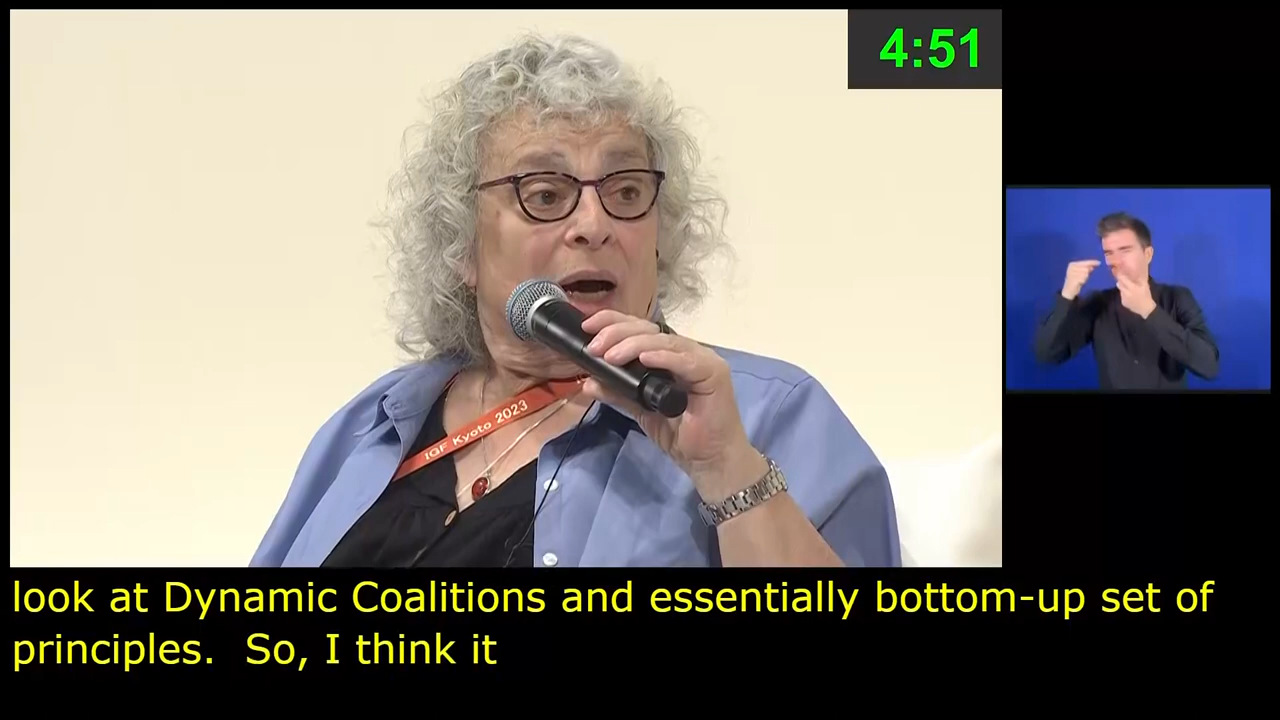 4:51
IGF Kyoto 2023
look at Dynamic Coalitions and essentially bottom-up set of
principles.  So, I think it